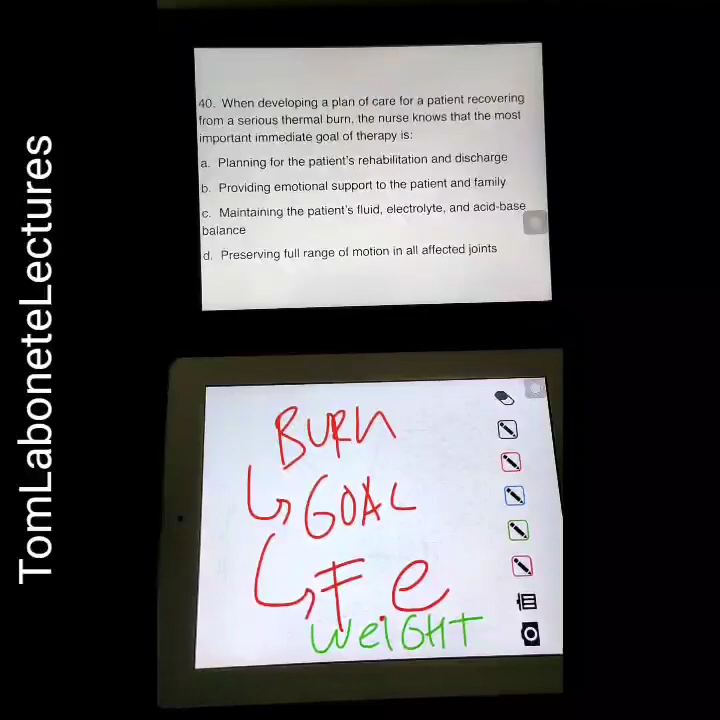 TomLaboneteLectures
40. When developing a plan of care for a patient recovering
from a serious thermal burn, the nurse knows that the most
important immediate goal of therapy is:
a. Planning for the patient's rehabilitation and discharge
b. Providing emotional support to the patient and family
c. Maintaining the patient's fluid, electrolyte, and acid-base
balance
d. Preserving full range of motion in all affected joints
BURN
GOAL
F. e
WeIGHT